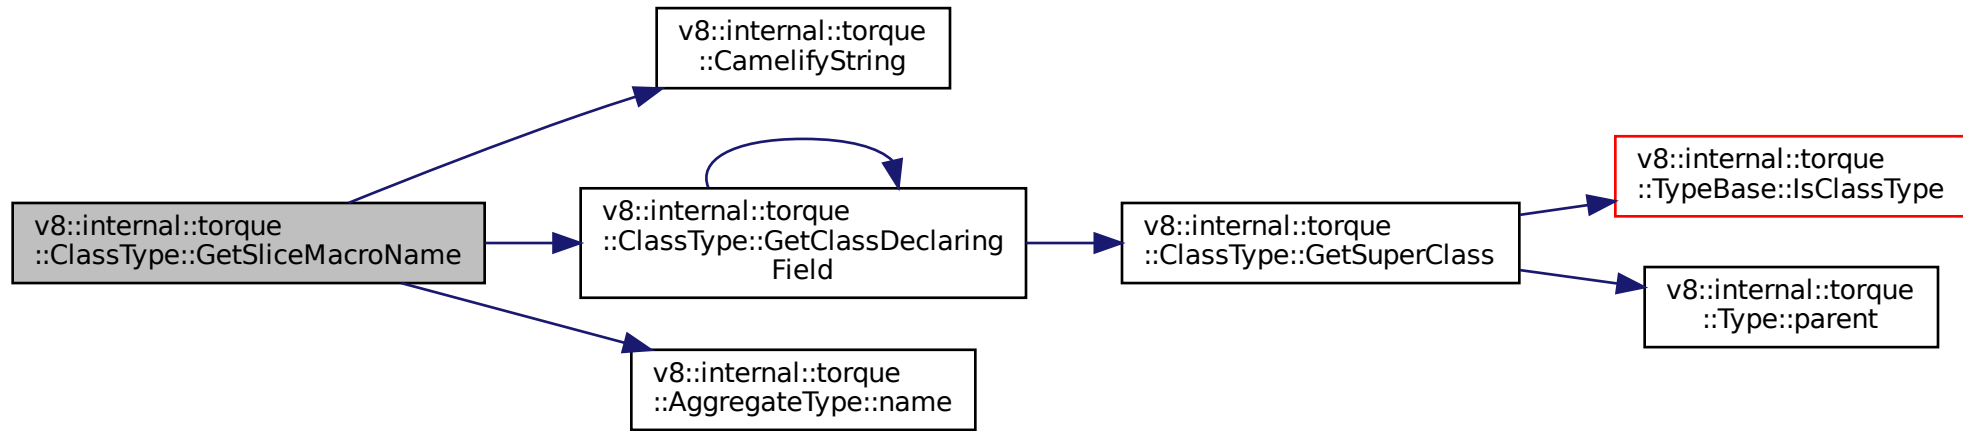 v8::internal::torque
::ClassType::GetSliceMacroName
v8::internal::torque
::CamelifyString
v8::internal::torque
::ClassType::GetClassDeclaring
Field
v8::internal::torque
::AggregateType::name
v8::internal::torque
::ClassType::GetSuperClass
v8::internal::torque
::TypeBase::IsClassType
v8::internal::torque
::Type::parent